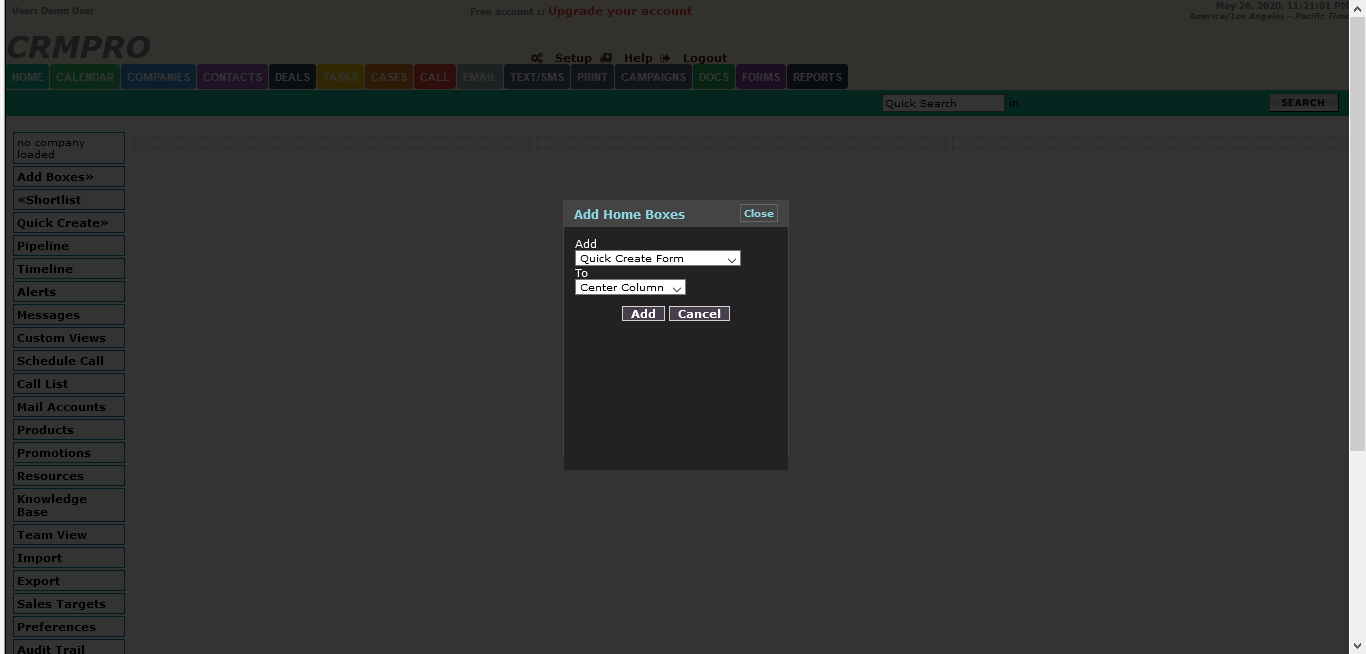 User: Demo User
Free account :: Upgrade your account
May 26, 2020, 11:21:01 PM
America/Los Angeles - Pacific Time
CRMPRO
Setup Help Logout
HOME CALENDAR COMPANIES CONTACTS DEALS TASKS CASES CALL EMAIL TEXT/SMS PRINT CAMPAIGNS DOCS FORMS REPORTS
Quick Search in SEARCH
no company
loaded
Add Boxes»
«Shortlist
Quick Create»
Pipeline
Timeline
Alerts
Messages
Custom Views
Schedule Call
Call List
Mail Accounts
Products
Promotions
Resources
Knowledge
Base
Team View
Import
Export
Sales Targets
Preferences
Audit Trail
Add Home Boxes Close
Add
Quick Create Form
To
Center Column
Add Cancel